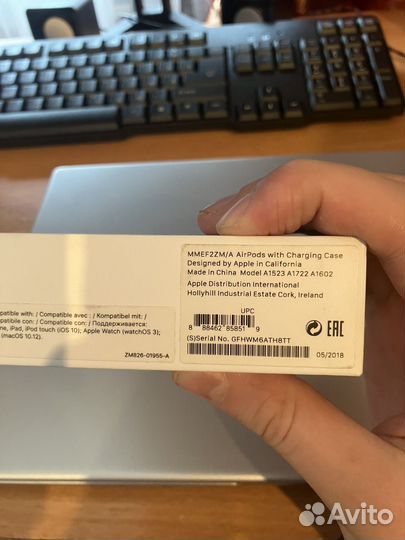 MMEF2ZM/A AirPods with Charging Case
Designed by Apple in California
Made in China Model A1523 A1722 A1602
Apple Distribution International
Hollyhill Industrial Estate Cork, Ireland
UPC
8 88462 85851 9
EAC
(S)Serial No. GFHWM6ATH8TT
05/2018
with: / Compatible avec : / Kompatibel mit: /
con: / Compatible con: / Поддерживается:
iPad, iPod touch (iOS 10); Apple Watch (watchOS 3);
(macOS 10.12).
ZM826-01955-A
Avito